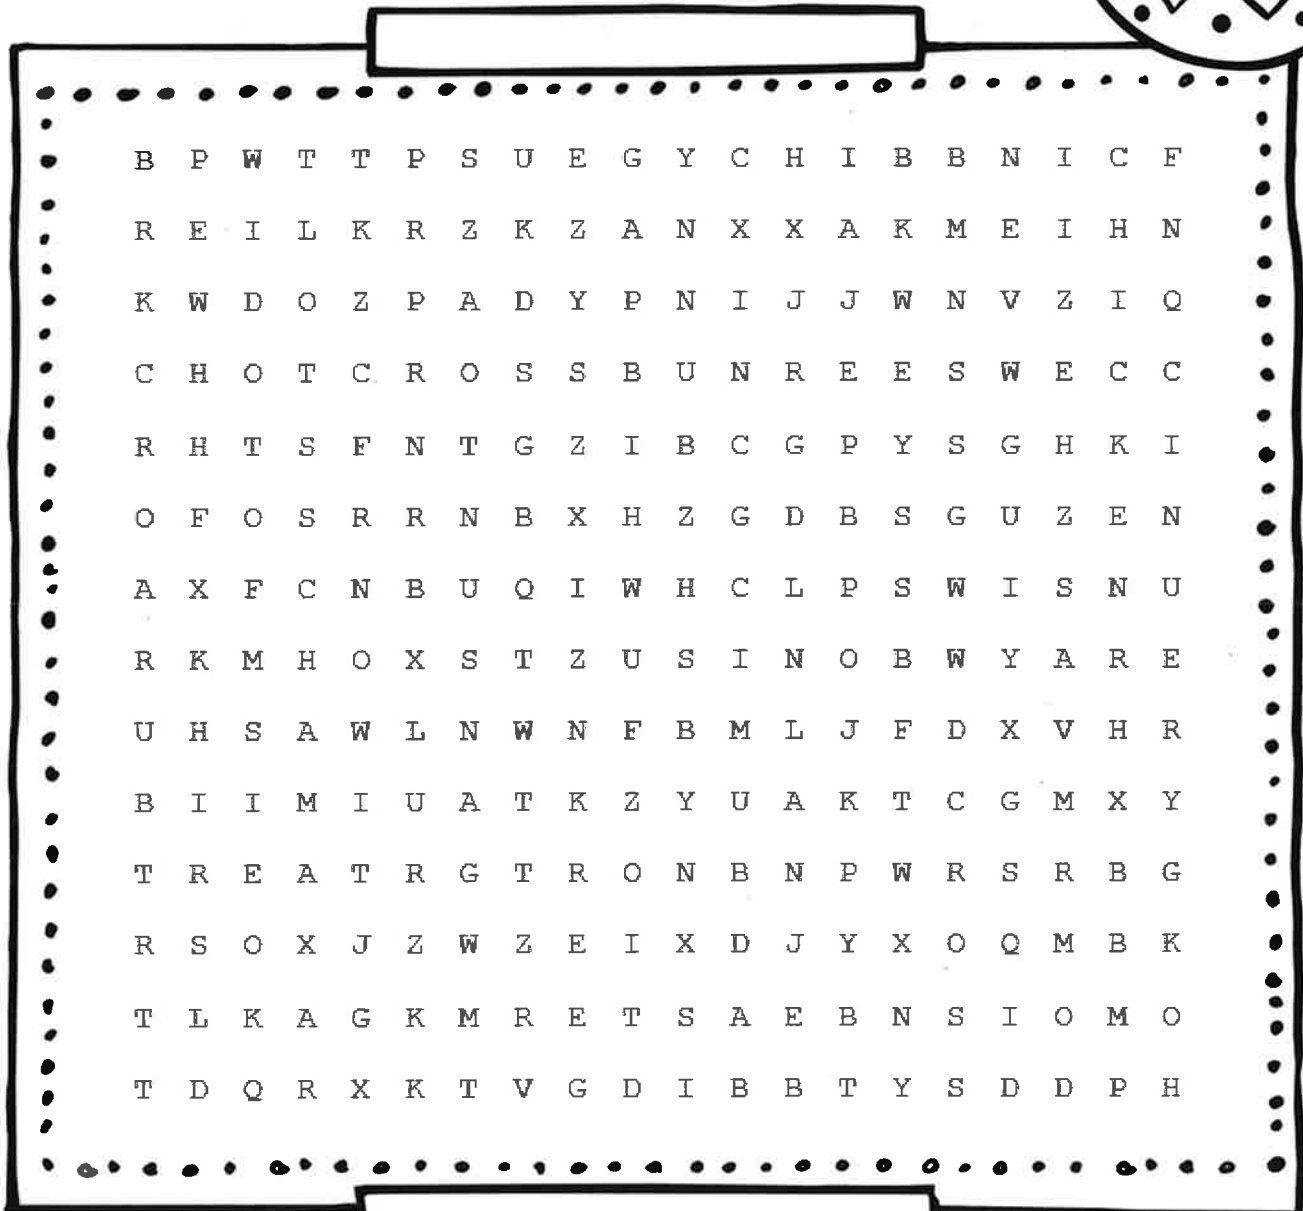 B P W T T P S U E G Y C H I B B N I C F
R E I L K R Z K Z A N X X A K M E I H N
K W D O Z P A D Y P N I J J W N V Z I Q
C H O T C R O S S B U N R E E S W E C C
R H T S F N T G Z I B C G P Y S G H K I
O F O S R R N B X H Z G D B S G U Z E N
A X F C N B U Q I W H C L P S W I S N U
R K M H O X S T Z U S I N O B W Y A R E
U H S A W L N W N F B M L J F D X V H R
B I I M I U A T K Z Y U A K T C G M X Y
T R E A T R G T R O N B N P W R S R B G
R S O X J Z W Z E I X D J Y X O Q M B K
T L K A G K M R E T S A E B N S I O M O
T D Q R X K T V G D I B B T Y S D D P H